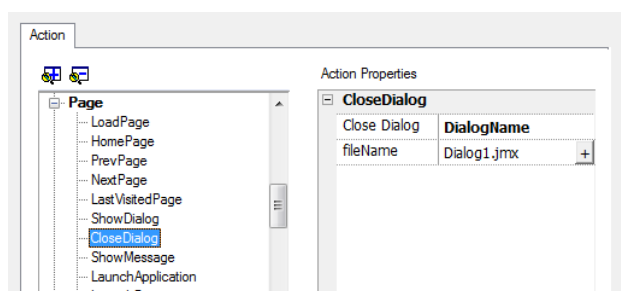 Action
Action Properties
Page
LoadPage
HomePage
PrevPage
NextPage
LastVisitedPage
ShowDialog
CloseDialog
ShowMessage
LaunchApplication
CloseDialog
Close Dialog DialogName
fileName Dialog1.jmx +